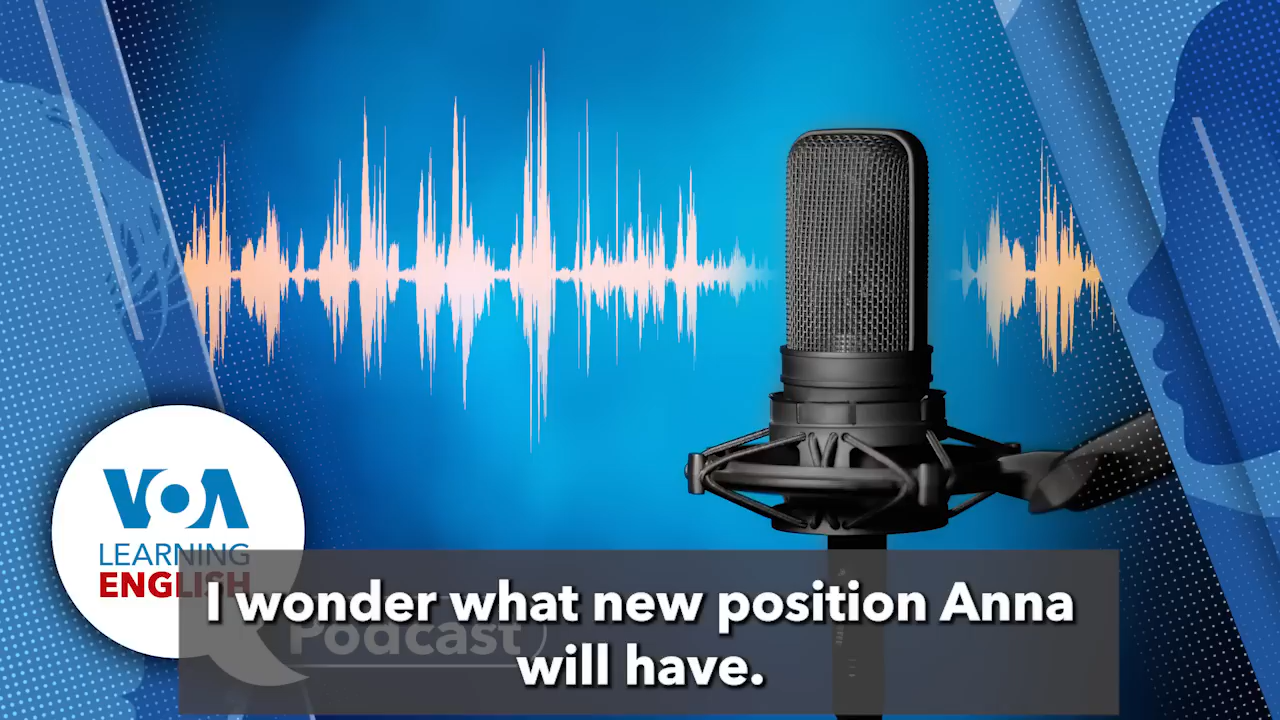 VOA
LEARNING
ENGLISH
Podcast
I wonder what new position Anna
will have.